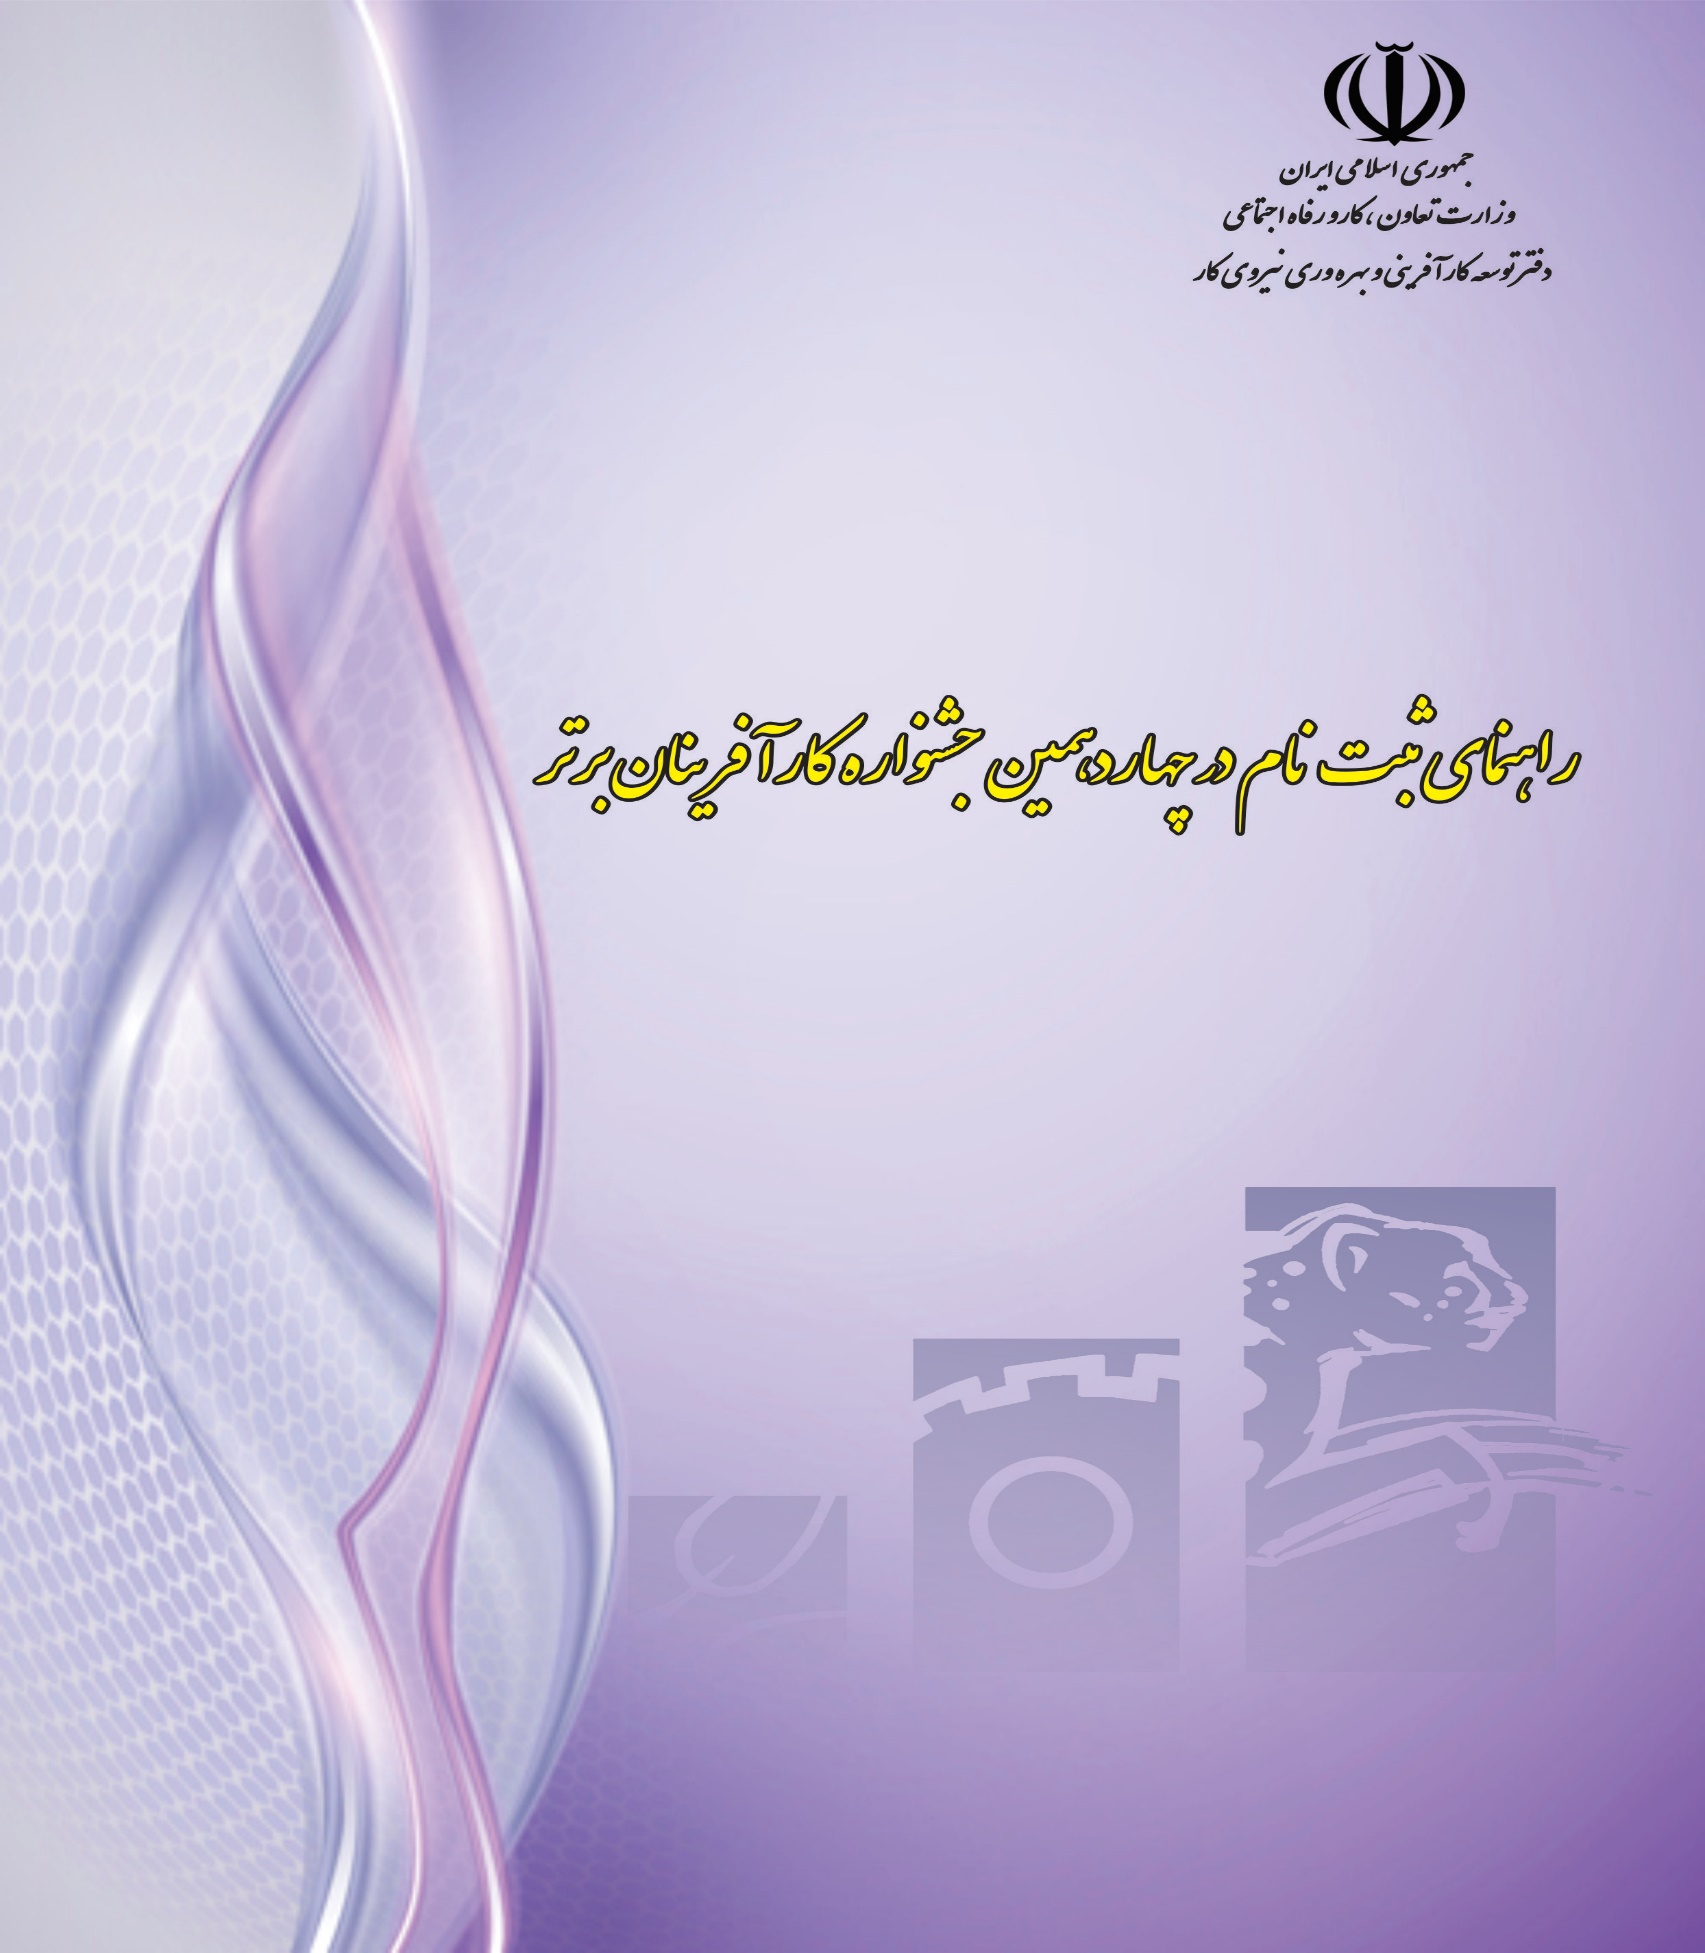 جمهوری اسلامی ایران
وزارت تعاون، کار و رفاه اجتماعی
دفتر توسعه کارآفرینی و بهره وری نیروی کار
راهنمای ثبت نام در چهاردهمین جشنواره کارآفرینان برتر